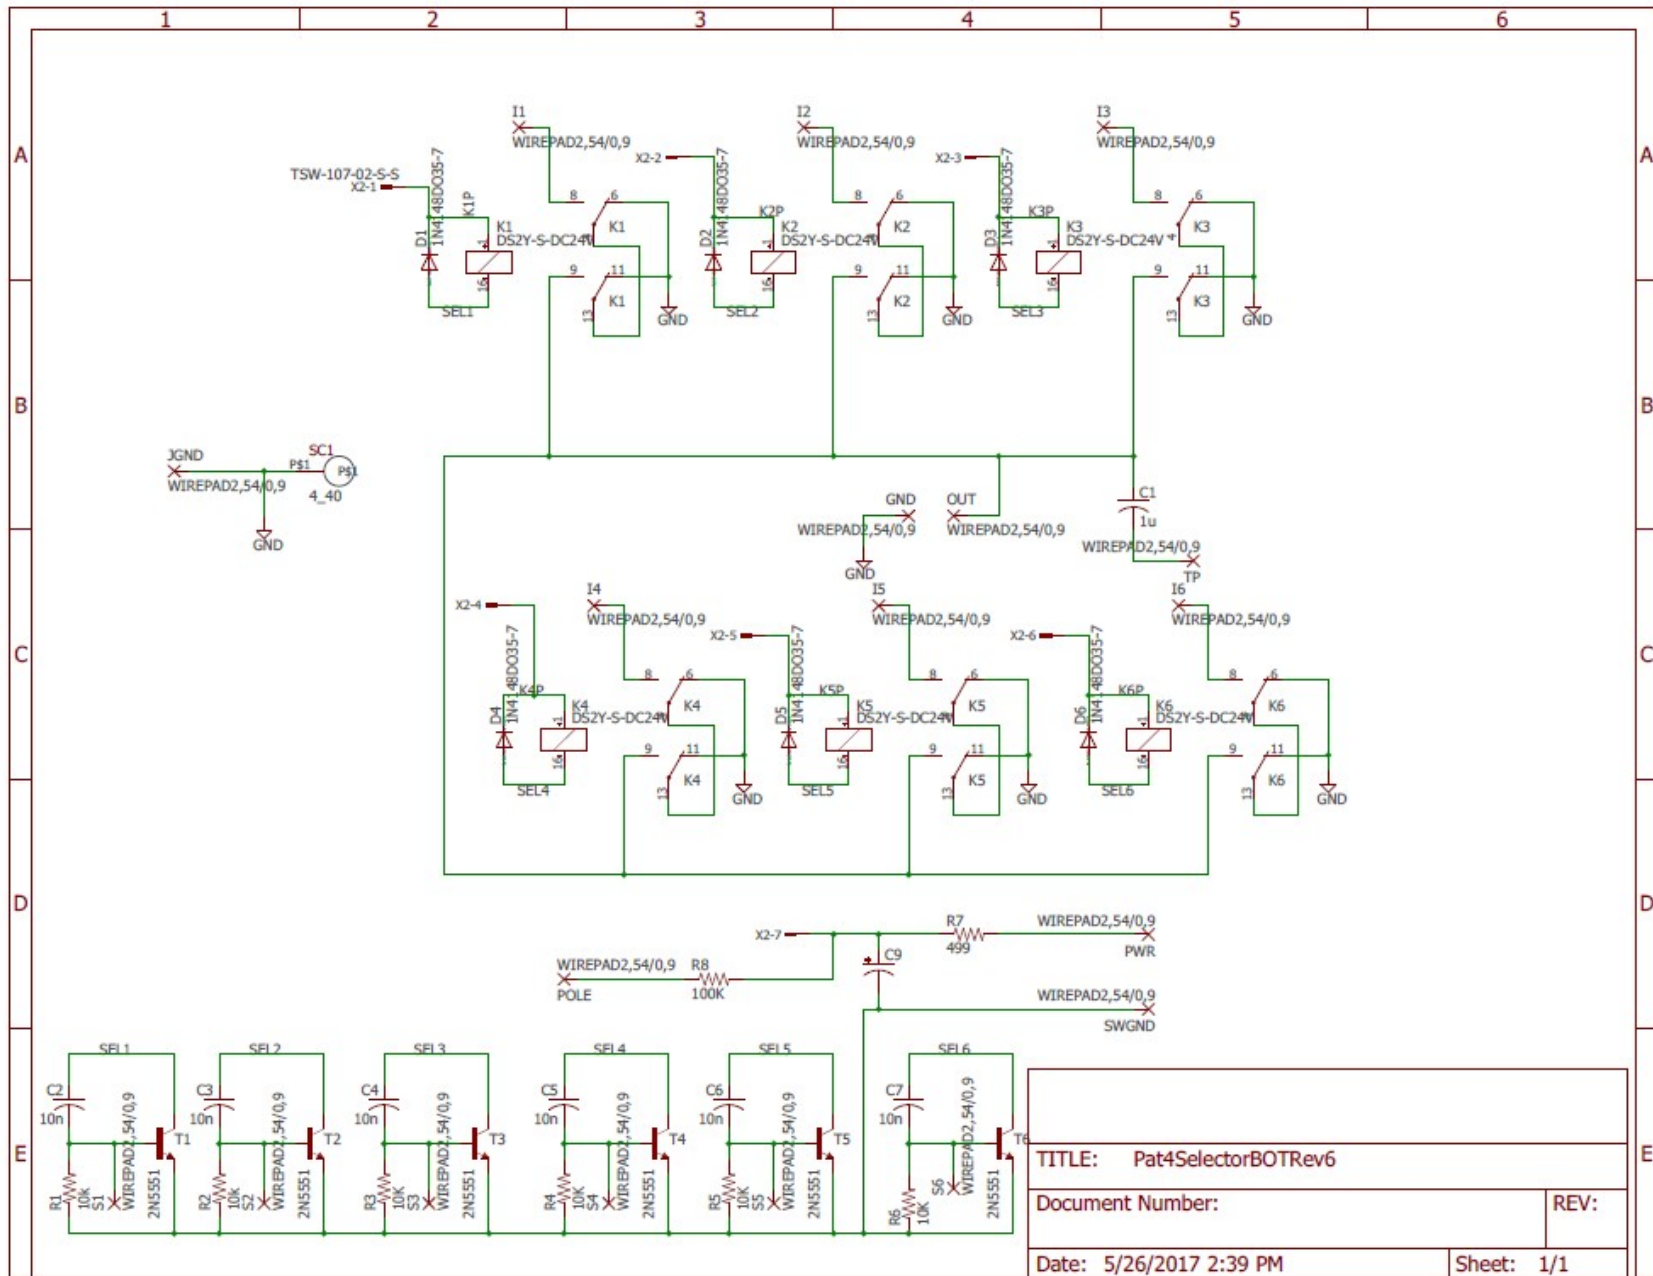 1 2 3 4 5 6
A A
I1 I2 I3
WIREPAD2,54/0,9 WIREPAD2,54/0,9 WIREPAD2,54/0,9
TSW-107-02-S-S
X2-1 X2-2 X2-3
D1 1N4148DO35-7 K1P K1 DS2Y-S-DC24V 1 16 SEL1
8 6 K1 9 11 K1 13 GND
D2 1N4148DO35-7 K2P K2 DS2Y-S-DC24V 1 16 SEL2
8 6 K2 9 11 K2 13 GND
D3 1N4148DO35-7 K3P K3 DS2Y-S-DC24V 1 16 SEL3
8 6 4 K3 9 11 K3 13 GND
B B
JGND
WIREPAD2,54/0,9
SC1
P$1 P$1
4_40
GND
GND OUT
WIREPAD2,54/0,9 WIREPAD2,54/0,9
GND
C1
1u
WIREPAD2,54/0,9
TP
C C
I4 I5 I6
WIREPAD2,54/0,9 WIREPAD2,54/0,9 WIREPAD2,54/0,9
X2-4 X2-5 X2-6
D4 1N4148DO35-7 K4P K4 DS2Y-S-DC24V 1 16 SEL4
8 6 K4 9 11 K4 13 GND
D5 1N4148DO35-7 K5P K5 DS2Y-S-DC24V 1 16 SEL5
8 6 K5 9 11 K5 13 GND
D6 1N4148DO35-7 K6P K6 DS2Y-S-DC24V 1 16 SEL6
8 6 K6 9 11 K6 13 GND
D D
X2-7
R7
499
WIREPAD2,54/0,9
PWR
C9
WIREPAD2,54/0,9
POLE
R8
100K
WIREPAD2,54/0,9
SWGND
E E
SEL1 C2 10n R1 10k S1 WIREPAD2,54/0,9 T1 2N5551
SEL2 C3 10n R2 10k S2 WIREPAD2,54/0,9 T2 2N5551
SEL3 C4 10n R3 10K S3 WIREPAD2,54/0,9 T3 2N5551
SEL4 C5 10n R4 10K S4 WIREPAD2,54/0,9 T4 2N5551
SEL5 C6 10n R5 10K S5 WIREPAD2,54/0,9 T5 2N5551
SEL6 C7 10n R6 10K S6 WIREPAD2,54/0,9 T6 2N5551
TITLE: Pat4SelectorBOTRev6
Document Number:
REV:
Date: 5/26/2017 2:39 PM
Sheet: 1/1